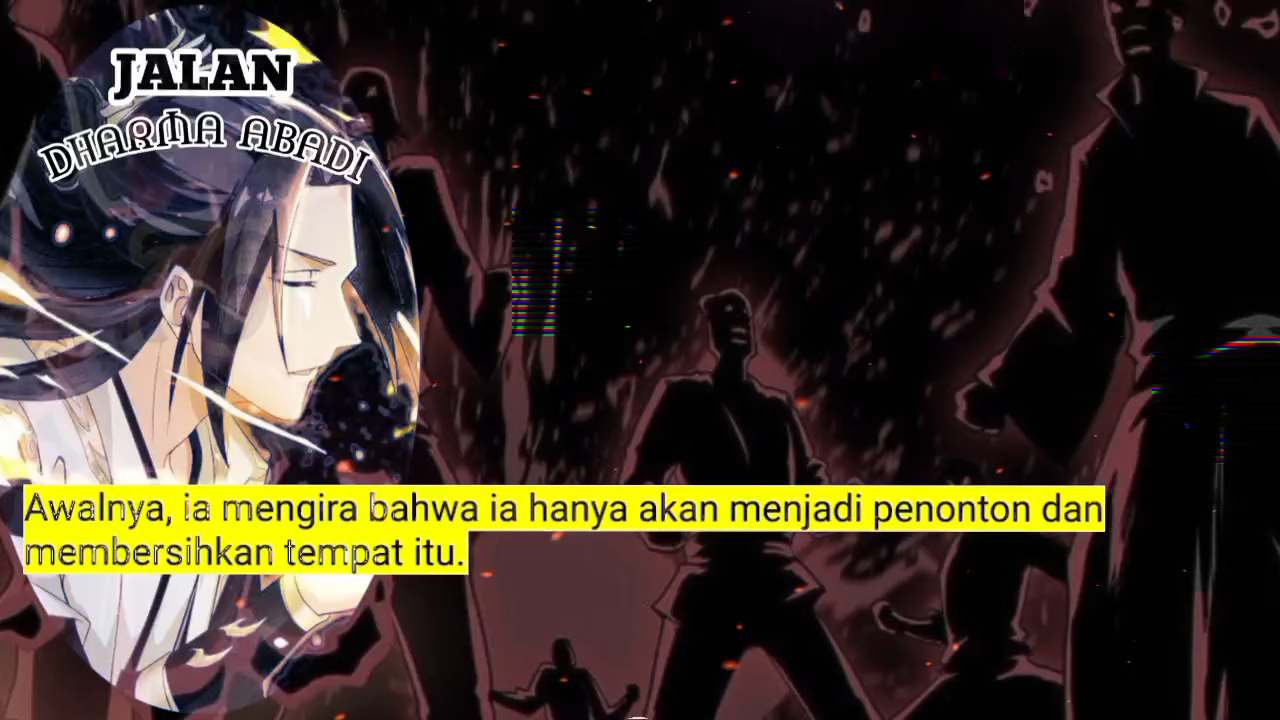 JALAN
DHARMA ABADI
Awalnya, ia mengira bahwa ia hanya akan menjadi penonton dan
membersihkan tempat itu.